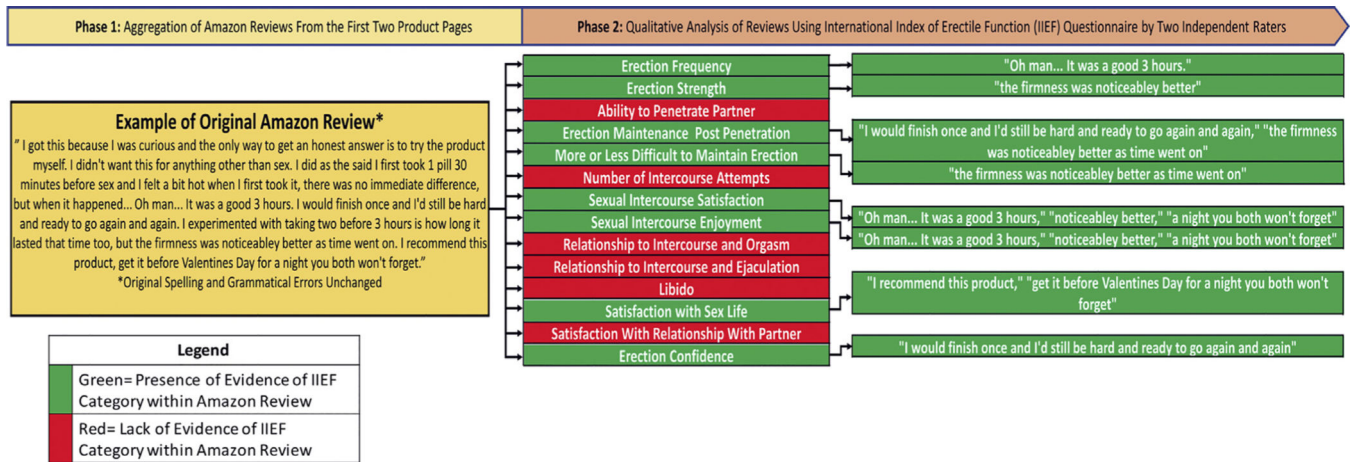 Phase 1: Aggregation of Amazon Reviews From the First Two Product Pages
Phase 2: Qualitative Analysis of Reviews Using International Index of Erectile Function (IIEF) Questionnaire by Two Independent Raters
Example of Original Amazon Review*
" I got this because I was curious and the only way to get an honest answer is to try the product
myself. I didn't want this for anything other than sex. I did as the said I first took 1 pill 30
minutes before sex and I felt a bit hot when I first took it, there was no immediate difference,
but when it happened... Oh man... It was a good 3 hours. I would finish once and I'd still be hard
and ready to go again and again. I experimented with taking two before 3 hours is how long it
lasted that time too, but the firmness was noticeabley better as time went on. I recommend this
product, get it before Valentines Day for a night you both won't forget.”
*Original Spelling and Grammatical Errors Unchanged
Erection Frequency
Erection Strength
Ability to Penetrate Partner
Erection Maintenance Post Penetration
More or Less Difficult to Maintain Erection
Number of Intercourse Attempts
Sexual Intercourse Satisfaction
Sexual Intercourse Enjoyment
Relationship to Intercourse and Orgasm
Relationship to Intercourse and Ejaculation
Libido
Satisfaction with Sex Life
Satisfaction With Relationship With Partner
Erection Confidence
"Oh man... It was a good 3 hours."
"the firmness was noticeabley better"
"I would finish once and I'd still be hard and ready to go again and again," "the firmness
was noticeabley better as time went on"
"the firmness was noticeabley better as time went on"
"Oh man... It was a good 3 hours," "noticeabley better," "a night you both won't forget"
"Oh man... It was a good 3 hours," "noticeabley better," "a night you both won't forget"
"I recommend this product," "get it before Valentines Day for a night you both won't
forget"
"I would finish once and I'd still be hard and ready to go again and again"
Legend
Green= Presence of Evidence of IIEF
Category within Amazon Review
Red= Lack of Evidence of IIEF
Category within Amazon Review